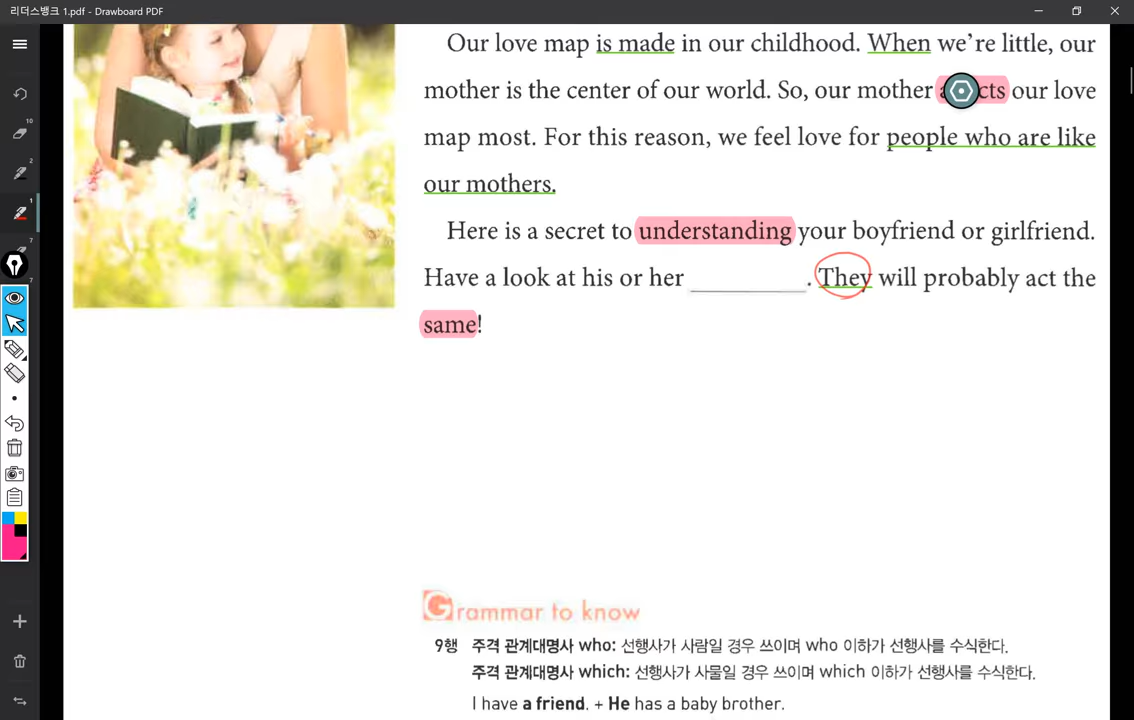 리더스뱅크 1.pdf - Drawboard PDF
Our love map is made in our childhood. When we're little, our
mother is the center of our world. So, our mother our love
map most. For this reason, we feel love for people who are like
our mothers.
Here is a secret to understanding your boyfriend or girlfriend.
Have a look at his or her ________. They will probably act the
same!
10
2
1
7
7
Grammar to know
9행 주격 관계대명사 who: 선행사가 사람일 경우 쓰이며 who 이하가 선행사를 수식한다.
주격 관계대명사 which: 선행사가 사물일 경우 쓰이며 which 이하가 선행사를 수식한다.
I have a friend. + He has a baby brother.